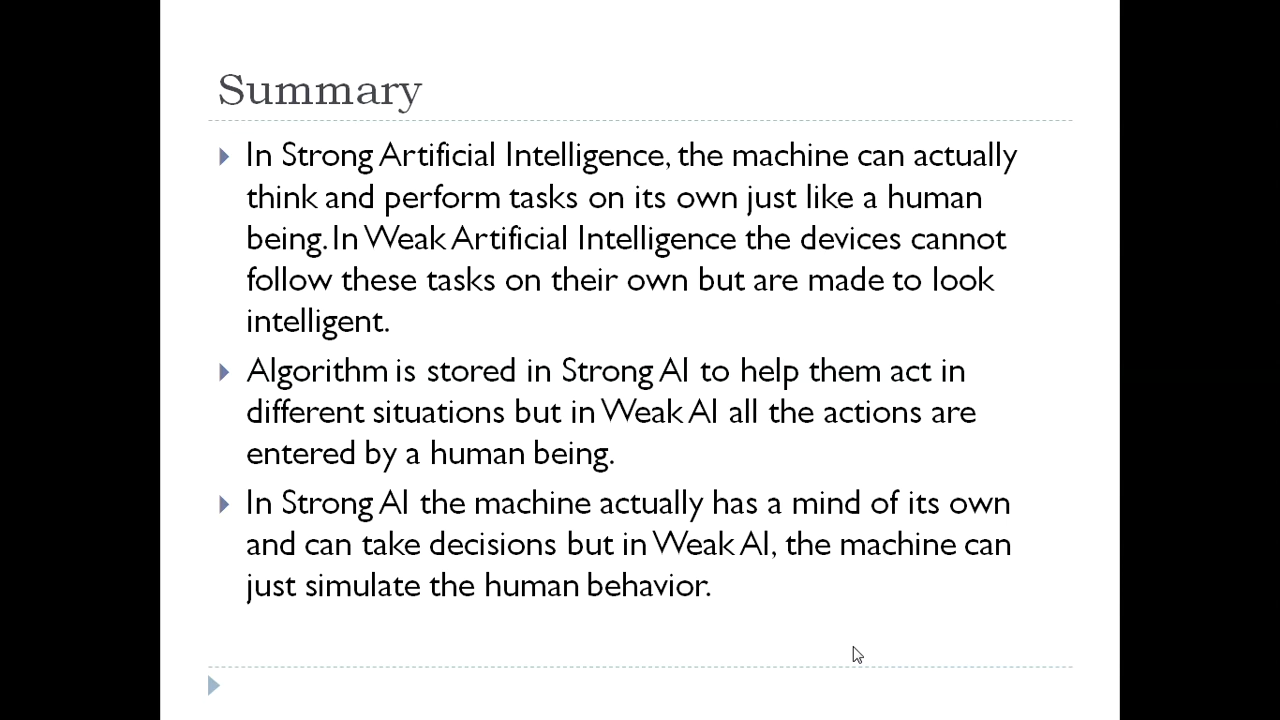 Summary
In Strong Artificial Intelligence, the machine can actually
think and perform tasks on its own just like a human
being. In Weak Artificial Intelligence the devices cannot
follow these tasks on their own but are made to look
intelligent.
Algorithm is stored in Strong AI to help them act in
different situations but in Weak AI all the actions are
entered by a human being.
In Strong AI the machine actually has a mind of its own
and can take decisions but in Weak AI, the machine can
just simulate the human behavior.